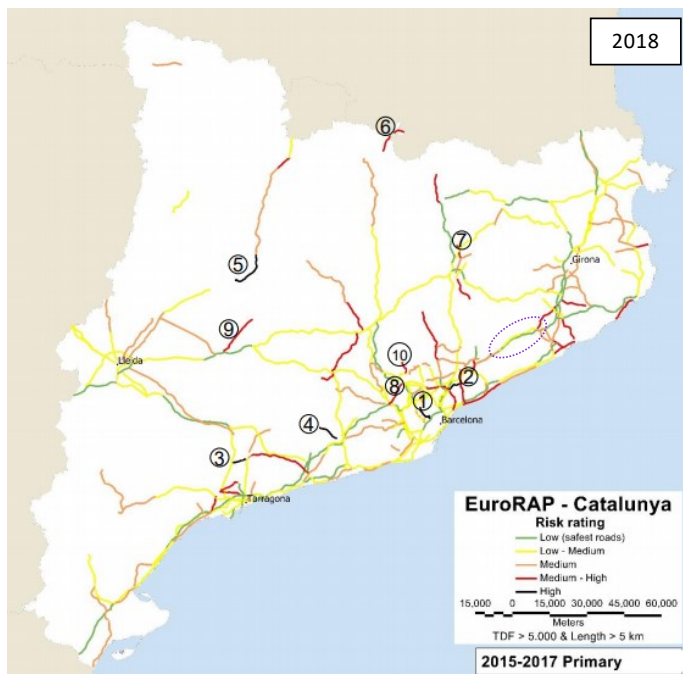 2018
6
7
Girona
5
9
10
Lleida
8
2
1
Barcelona
4
3
Tarragona
EuroRAP - Catalunya
Risk rating
Low (safest roads)
Low - Medium
Medium
Medium - High
High
15,000 0 15,000 30,000 45,000 60,000
Meters
TDF > 5.000 & Length > 5 km
2015-2017 Primary